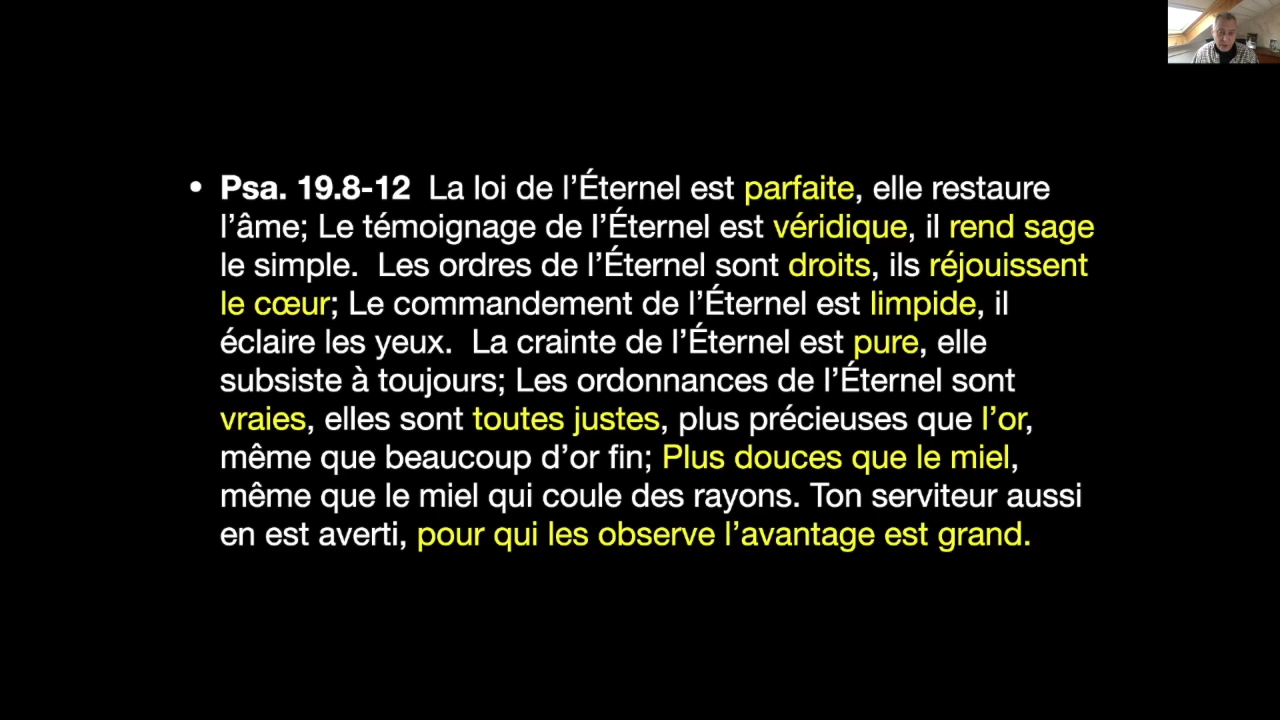 • Psa. 19.8-12  La loi de l’Éternel est parfaite, elle restaure
l’âme; Le témoignage de l’Éternel est véridique, il rend sage
le simple.  Les ordres de l’Éternel sont droits, ils réjouissent
le cœur; Le commandement de l’Éternel est limpide, il
éclaire les yeux.  La crainte de l’Éternel est pure, elle
subsiste à toujours; Les ordonnances de l’Éternel sont
vraies, elles sont toutes justes, plus précieuses que l’or,
même que beaucoup d’or fin; Plus douces que le miel,
même que le miel qui coule des rayons. Ton serviteur aussi
en est averti, pour qui les observe l’avantage est grand.